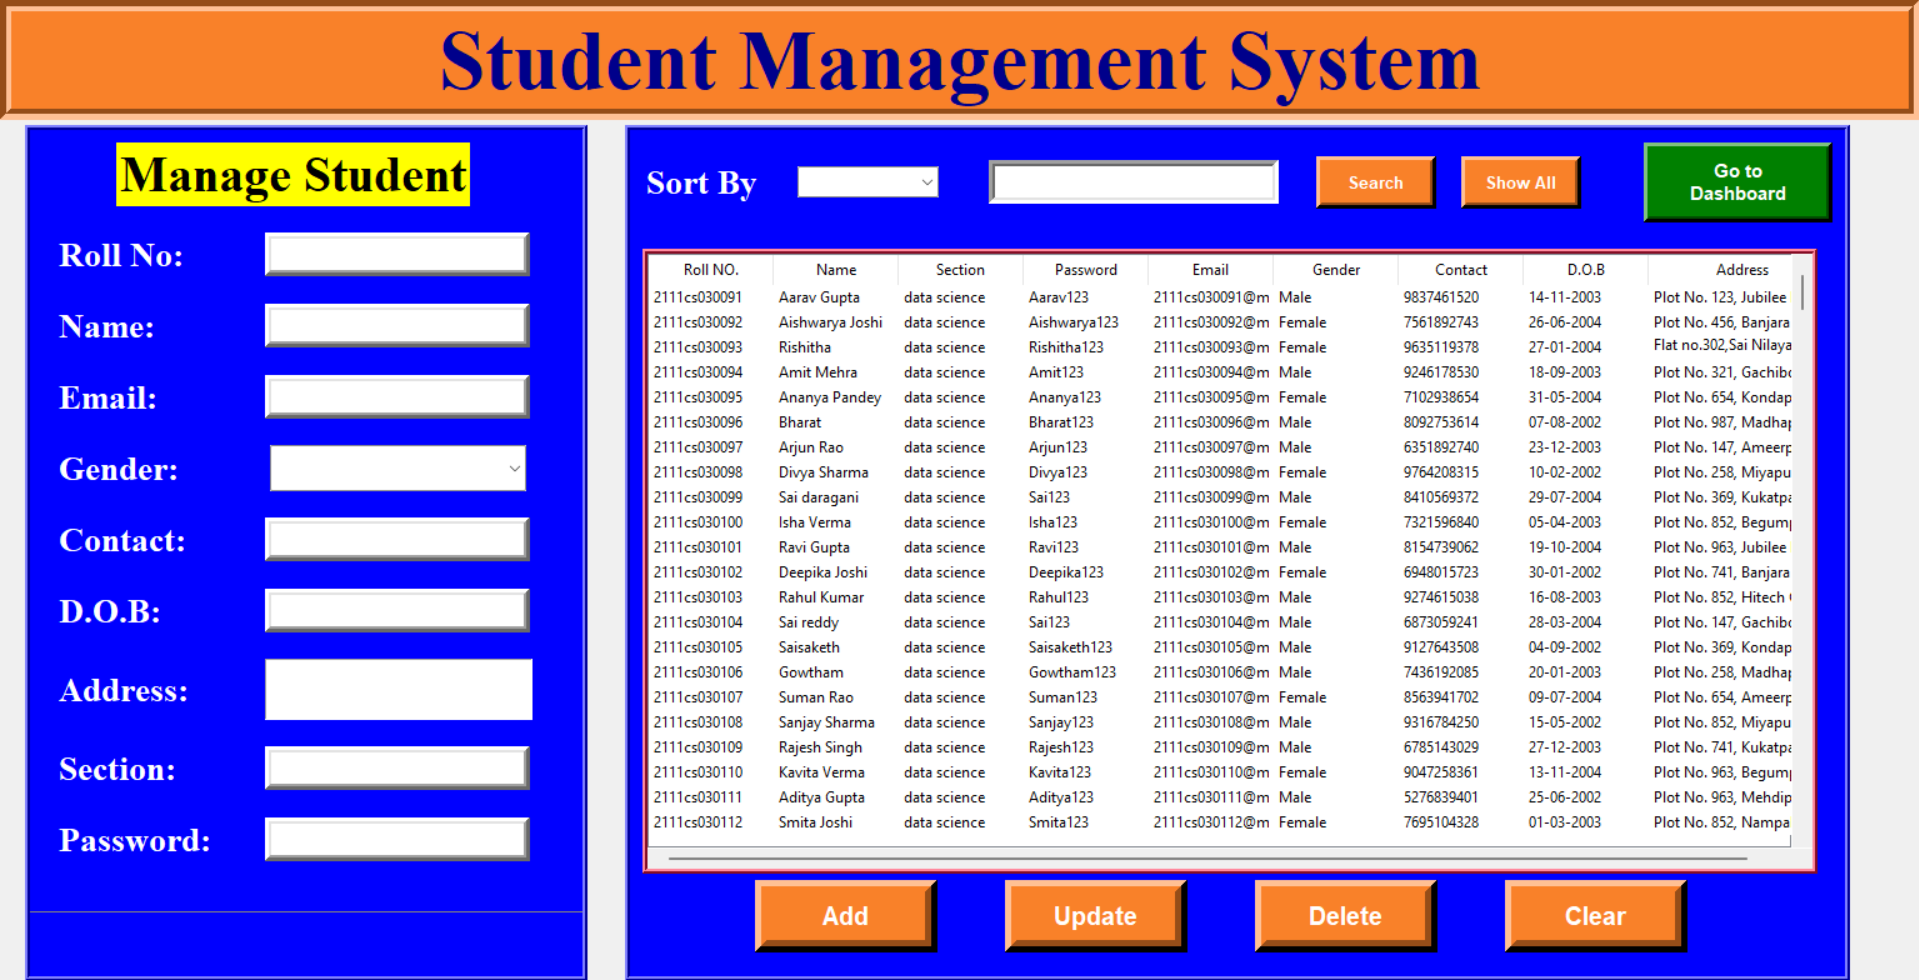 Student Management System
Manage Student
Roll No:
Name:
Email:
Gender:
Contact:
D.O.B:
Address:
Section:
Password:
Sort By Search Show All Go to
Dashboard
Roll NO. Name Section Password Email Gender Contact D.O.B Address
2111cs030091 Aarav Gupta data science Aarav123 2111cs030091@m Male 9837461520 14-11-2003 Plot No. 123, Jubilee
2111cs030092 Aishwarya Joshi data science Aishwarya123 2111cs030092@m Female 7561892743 26-06-2004 Plot No. 456, Banjara
2111cs030093 Rishitha data science Rishitha123 2111cs030093@m Female 9635119378 27-01-2004 Flat no.302,Sai Nilaya
2111cs030094 Amit Mehra data science Amit123 2111cs030094@m Male 9246178530 18-09-2003 Plot No. 321, Gachibo
2111cs030095 Ananya Pandey data science Ananya123 2111cs030095@m Female 7102938654 31-05-2004 Plot No. 654, Kondap
2111cs030096 Bharat data science Bharat123 2111cs030096@m Male 8092753614 07-08-2002 Plot No. 987, Madhap
2111cs030097 Arjun Rao data science Arjun123 2111cs030097@m Male 6351892740 23-12-2003 Plot No. 147, Ameerp
2111cs030098 Divya Sharma data science Divya123 2111cs030098@m Female 9764208315 10-02-2002 Plot No. 258, Miyapu
2111cs030099 Sai daragani data science Sai123 2111cs030099@m Male 8410569372 29-07-2004 Plot No. 369, Kukatpa
2111cs030100 Isha Verma data science Isha123 2111cs030100@m Female 7321596840 05-04-2003 Plot No. 852, Begump
2111cs030101 Ravi Gupta data science Ravi123 2111cs030101@m Male 8154739062 19-10-2004 Plot No. 963, Jubilee
2111cs030102 Deepika Joshi data science Deepika123 2111cs030102@m Female 6948015723 30-01-2002 Plot No. 741, Banjara
2111cs030103 Rahul Kumar data science Rahul123 2111cs030103@m Male 9274615038 16-08-2003 Plot No. 852, Hitech
2111cs030104 Sai reddy data science Sai123 2111cs030104@m Male 6873059241 28-03-2004 Plot No. 147, Gachibo
2111cs030105 Saisaketh data science Saisaketh123 2111cs030105@m Male 9127643508 04-09-2002 Plot No. 369, Kondap
2111cs030106 Gowtham data science Gowtham123 2111cs030106@m Male 7436192085 20-01-2003 Plot No. 258, Madhap
2111cs030107 Suman Rao data science Suman123 2111cs030107@m Female 8563941702 09-07-2004 Plot No. 654, Ameerp
2111cs030108 Sanjay Sharma data science Sanjay123 2111cs030108@m Male 9316784250 15-05-2002 Plot No. 852, Miyapu
2111cs030109 Rajesh Singh data science Rajesh123 2111cs030109@m Male 6785143029 27-12-2003 Plot No. 741, Kukatpa
2111cs030110 Kavita Verma data science Kavita123 2111cs030110@m Female 9047258361 13-11-2004 Plot No. 963, Begump
2111cs030111 Aditya Gupta data science Aditya123 2111cs030111@m Male 5276839401 25-06-2002 Plot No. 963, Mehdip
2111cs030112 Smita Joshi data science Smita123 2111cs030112@m Female 7695104328 01-03-2003 Plot No. 852, Nampa
Add Update Delete Clear